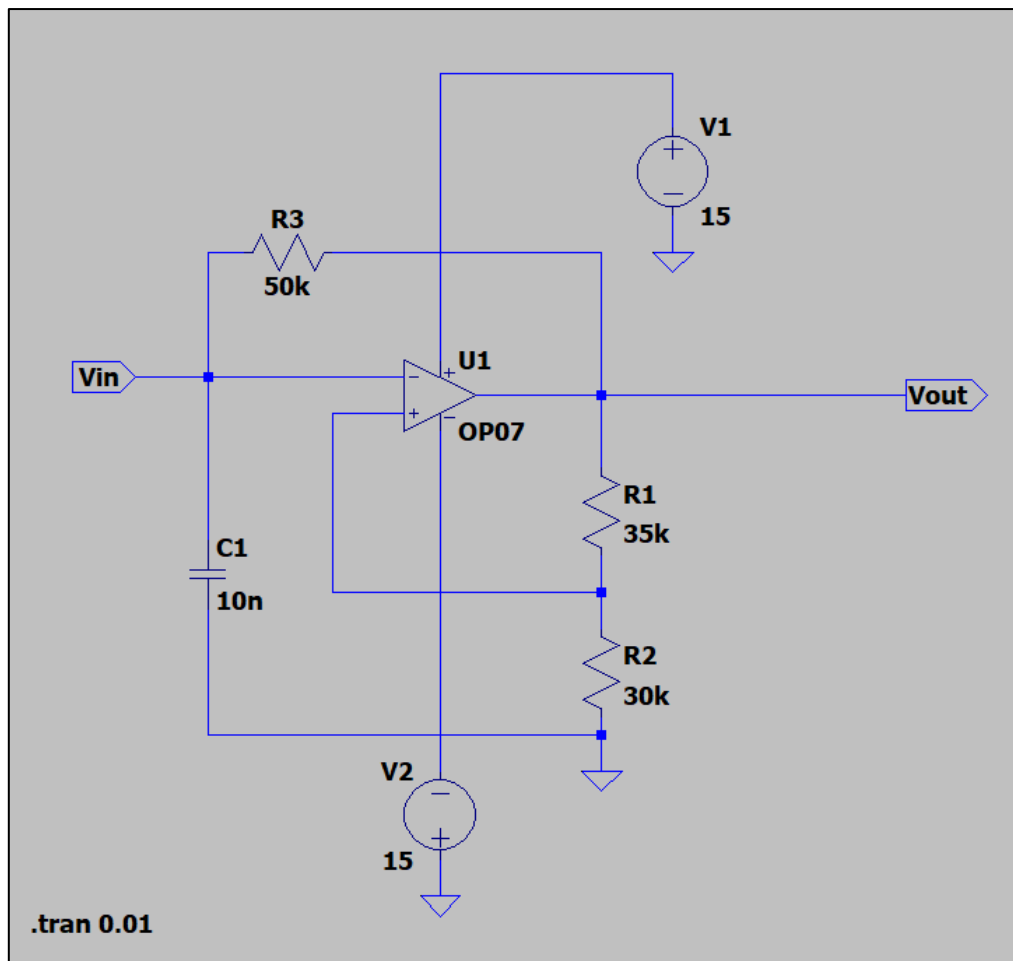 V1
+
−
15
R3
50k
Vin
U1
+
−
+
−
OP07
Vout
R1
35k
C1
10n
R2
30k
V2
−
+
15
.tran 0.01